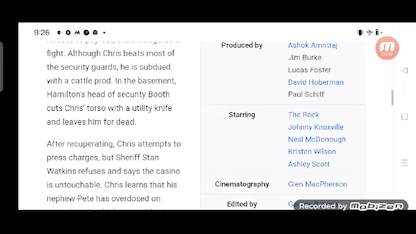 9:26
fight. Although Chris beats most of
the security guards, he is subdued
with a cattle prod. In the basement,
Hamilton's head of security Booth
cuts Chris' torso with a utility knife
and leaves him for dead.
After recuperating, Chris attempts to
press charges, but Sheriff Stan
Watkins refuses and says the casino
is untouchable. Chris learns that his
nephew Pete has overdosed on
Produced by
Ashok Amritraj
Jim Burke
Lucas Foster
David Hoberman
Paul Schiff
Starring
The Rock
Johnny Knoxville
Neal McDonough
Kristen Wilson
Ashley Scott
Cinematography
Glen MacPherson
Edited by
Recorded by Mobizen